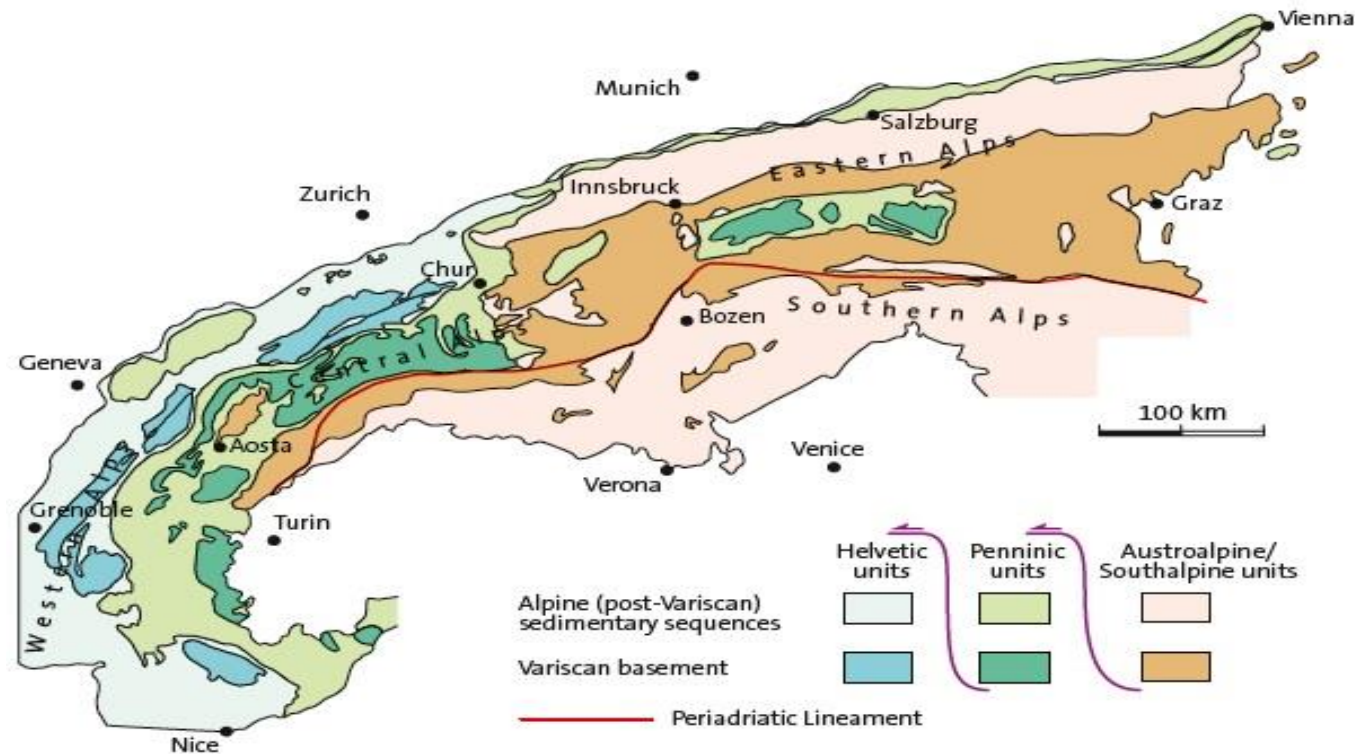 Vienna
Munich
Salzburg
Eastern Alps
Innsbruck
Zurich
Graz
Chur
Bozen
Southern Alps
Central Alps
Geneva
100 km
Aosta
Venice
Verona
Western Alps
Grenoble
Turin
Helvetic
units
Penninic
units
Austroalpine/
Southalpine units
Alpine (post-Variscan)
sedimentary sequences
Variscan basement
Periadriatic Lineament
Nice